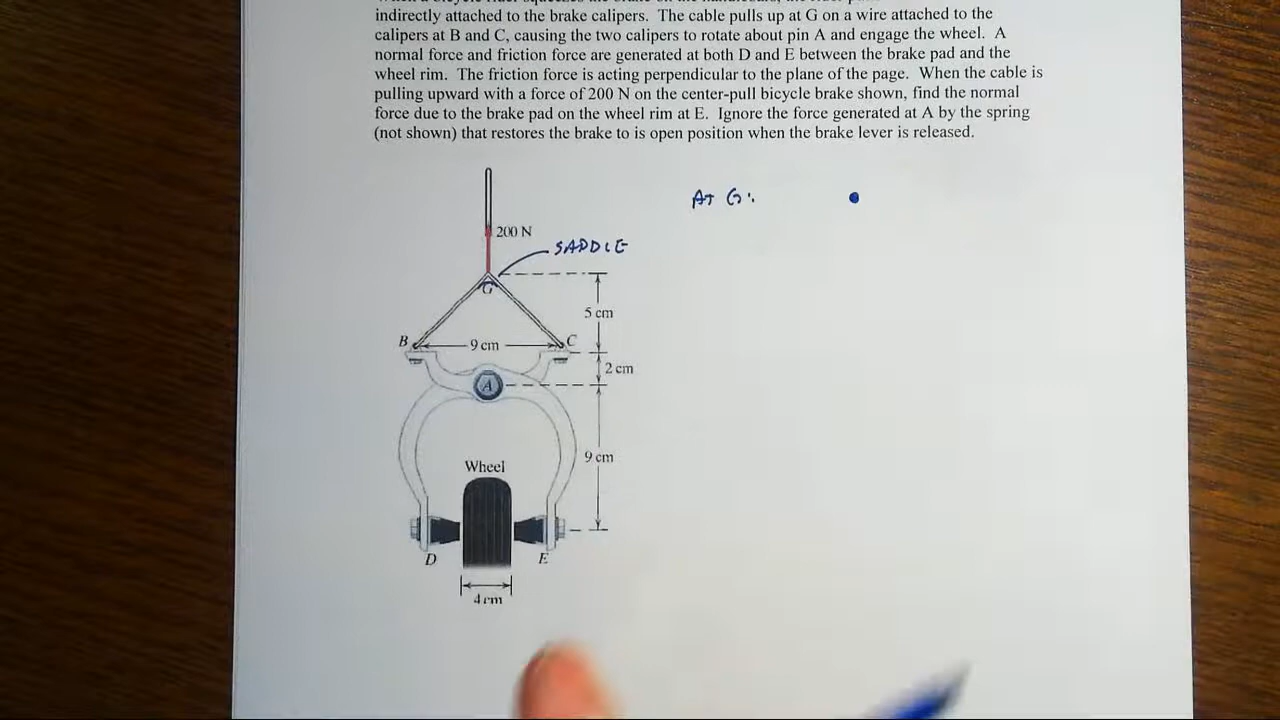 indirectly attached to the brake calipers. The cable pulls up at G on a wire attached to the
calipers at B and C, causing the two calipers to rotate about pin A and engage the wheel. A
normal force and friction force are generated at both D and E between the brake pad and the
wheel rim. The friction force is acting perpendicular to the plane of the page. When the cable is
pulling upward with a force of 200 N on the center-pull bicycle brake shown, find the normal
force due to the brake pad on the wheel rim at E. Ignore the force generated at A by the spring
(not shown) that restores the brake to is open position when the brake lever is released.
AT G:
200 N
SADDLE
G
5 cm
B
9 cm
C
2 cm
A
9 cm
Wheel
D
E
4 cm